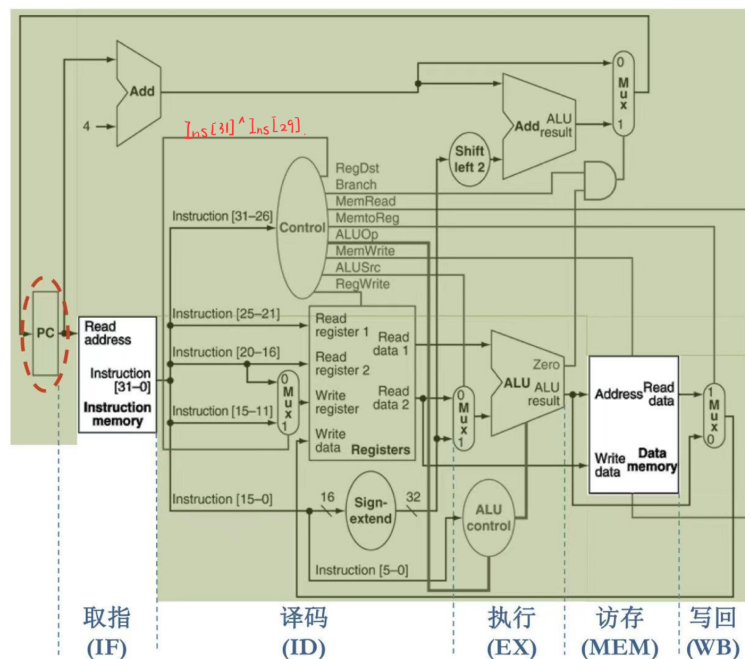 0
M
u
x
1
Add
4
Add
ALU
result
Ins[31]^Ins[29].
Shift
left 2
RegDst
Branch
MemRead
MemtoReg
ALUOp
MemWrite
ALUSrc
RegWrite
Control
Instruction [31–26]
PC
Read
address
Instruction
[31–0]
Instruction
memory
Instruction [25–21]
Instruction [20–16]
Instruction [15–11]
Instruction [15–0]
0
M
u
x
1
Read
register 1
Read
register 2
Write
register
Write
data
Read
data 1
Read
data 2
Registers
0
M
u
x
1
Zero
ALU
ALU
result
Address
Read
data
Write
data
Data
memory
1
M
u
x
0
16
Sign-
extend
32
ALU
control
Instruction [5–0]
取指
(IF)
译码
(ID)
执行
(EX)
访存
(MEM)
写回
(WB)